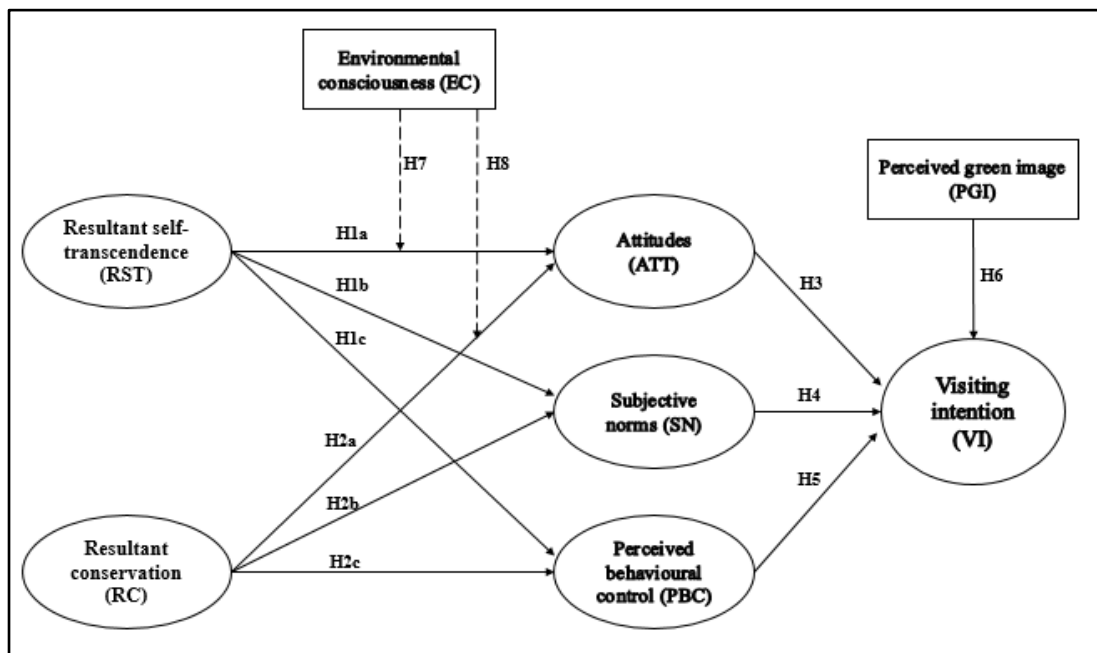 Environmental
consciousness (EC)
H7
H8
Perceived green image
(PGI)
Resultant self-
transcendence
(RST)
H1a
Attitudes
(ATT)
H3
H6
H1b
H1c
Visiting
intention
(VI)
Subjective
norms (SN)
H4
H2a
H2b
H5
Resultant
conservation
(RC)
H2c
Perceived
behavioural
control (PBC)